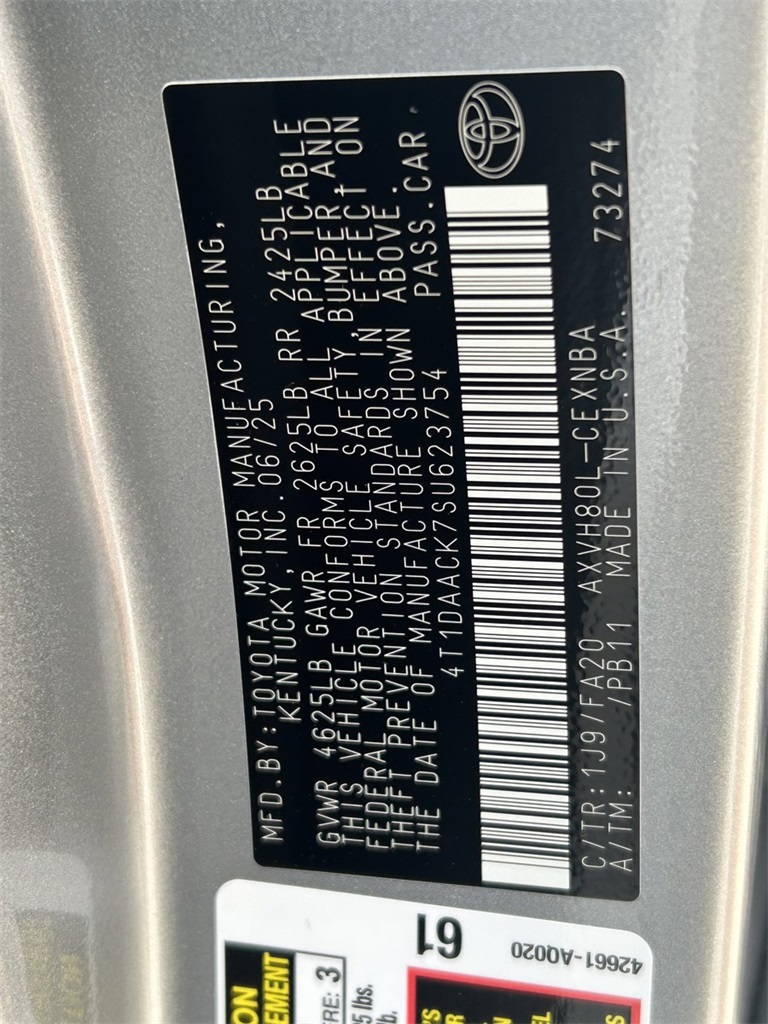 MFD.BY:TOYOTA MOTOR MANUFACTURING,
KENTUCKY,INC.06/25
GVWR 4625LB GAWR FR 2625LB RR 2425LB
THIS VEHICLE CONFORMS TO ALL APPLICABLE
FEDERAL MOTOR VEHICLE SAFETY,BUMPER,AND
THEFT PREVENTION STANDARDS IN EFFECT ON
THE DATE OF MANUFACTURE SHOWN ABOVE.
4T1DAACK7SU623754 PASS.CAR
C/TR:1J9/FA20 AXVH80L-CEXNBA
A/TM: /PB11 MADE IN U.S.A. 73274
61
42661-AQ020
3